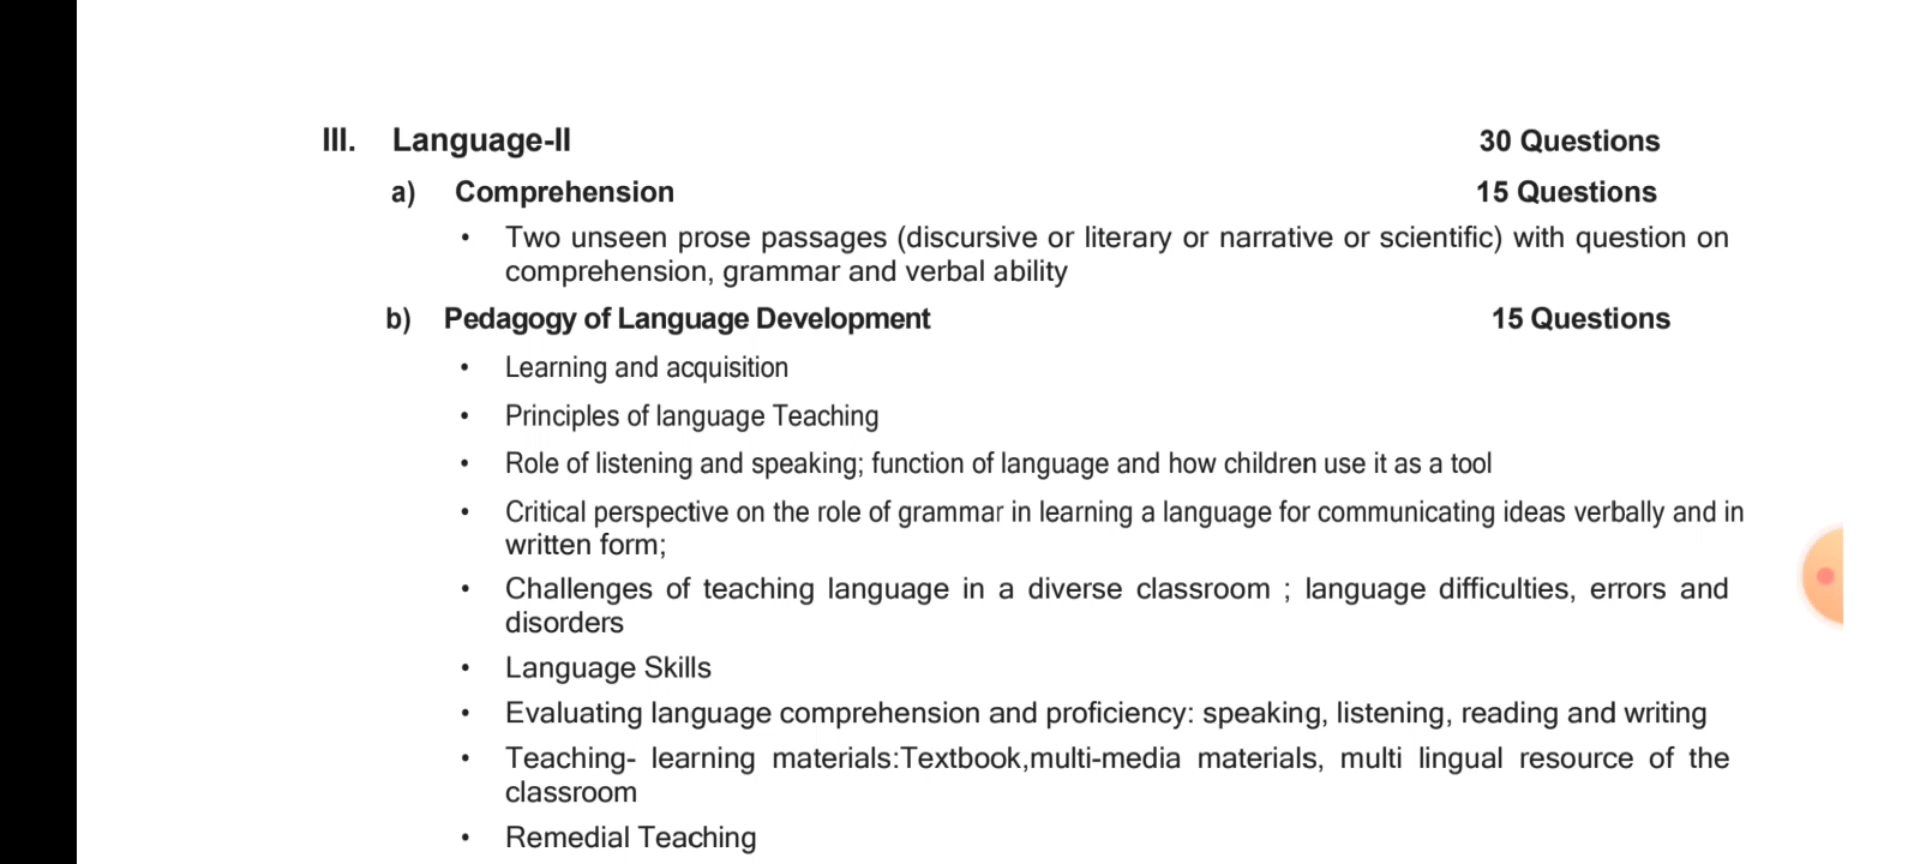 III. Language-II 30 Questions
a) Comprehension 15 Questions
• Two unseen prose passages (discursive or literary or narrative or scientific) with question on
comprehension, grammar and verbal ability
b) Pedagogy of Language Development 15 Questions
• Learning and acquisition
• Principles of language Teaching
• Role of listening and speaking; function of language and how children use it as a tool
• Critical perspective on the role of grammar in learning a language for communicating ideas verbally and in
written form;
• Challenges of teaching language in a diverse classroom ; language difficulties, errors and
disorders
• Language Skills
• Evaluating language comprehension and proficiency: speaking, listening, reading and writing
• Teaching- learning materials:Textbook,multi-media materials, multi lingual resource of the
classroom
• Remedial Teaching